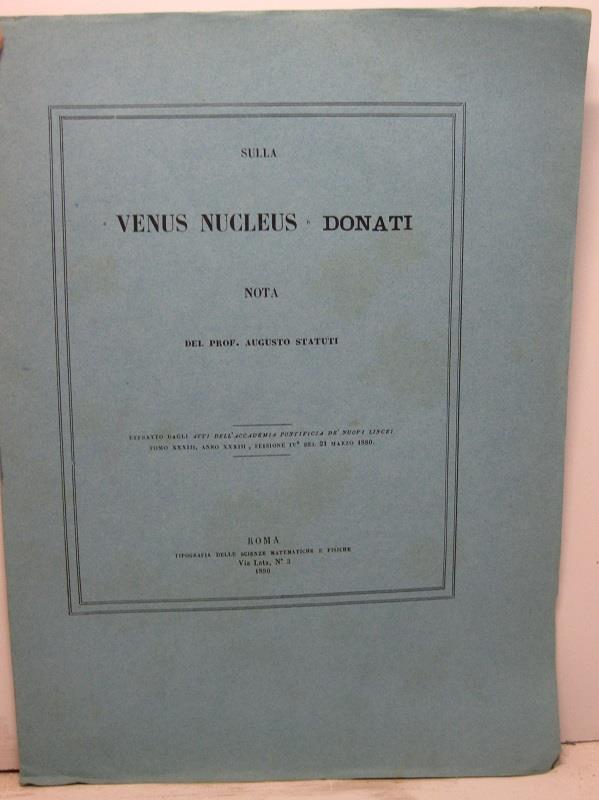 SULLA
" VENUS NUCLEUS " DONATI
NOTA
DEL PROF. AUGUSTO STATUTI
ESTRATTO DAGLI ATTI DELL'ACCADEMIA PONTIFICIA DE' NUOVI LINCEI
TOMO XXXIII, ANNO XXXIII, SESSIONE IVª DEL 21 MARZO 1880.
ROMA
TIPOGRAFIA DELLE SCIENZE MATEMATICHE E FISICHE
Via Lata, N° 3
1880